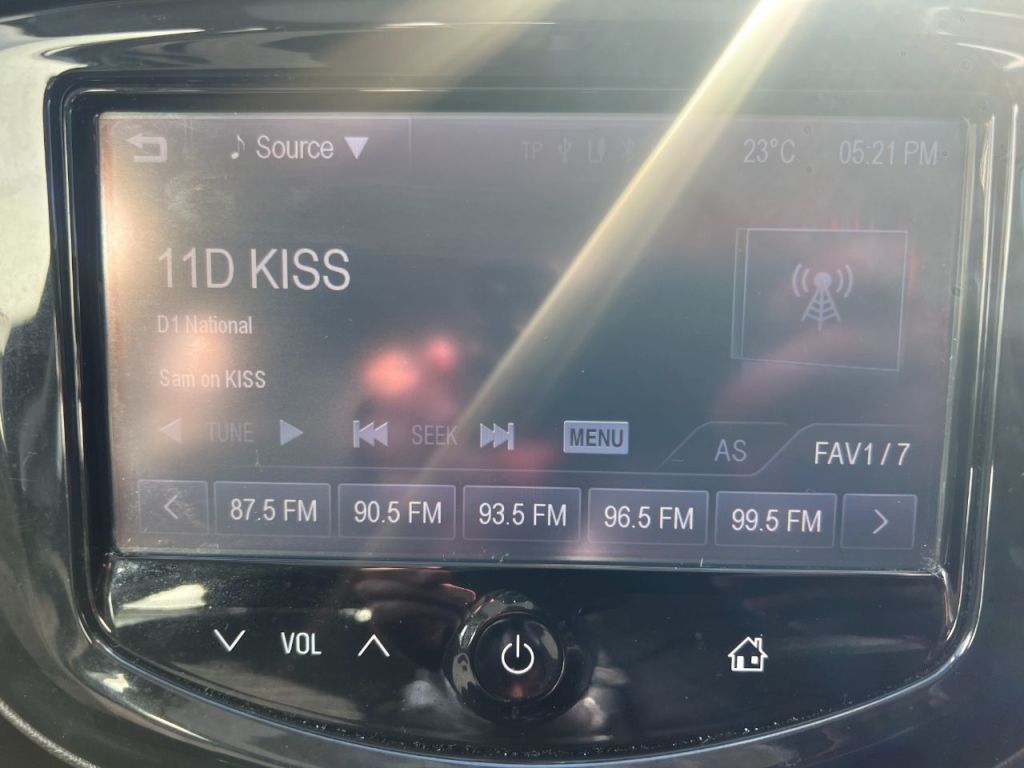 Source
TP
23°C
05:21 PM
11D KISS
D1 National
Sam on KISS
TUNE
SEEK
MENU
AS
FAV1 / 7
87.5 FM
90.5 FM
93.5 FM
96.5 FM
99.5 FM
VOL